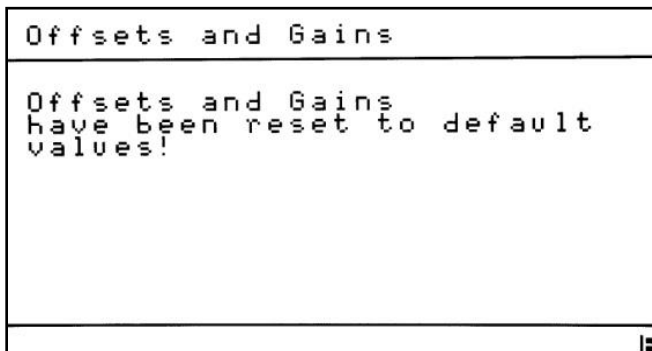 Offsets and Gains
Offsets and Gains
have been reset to default
values!